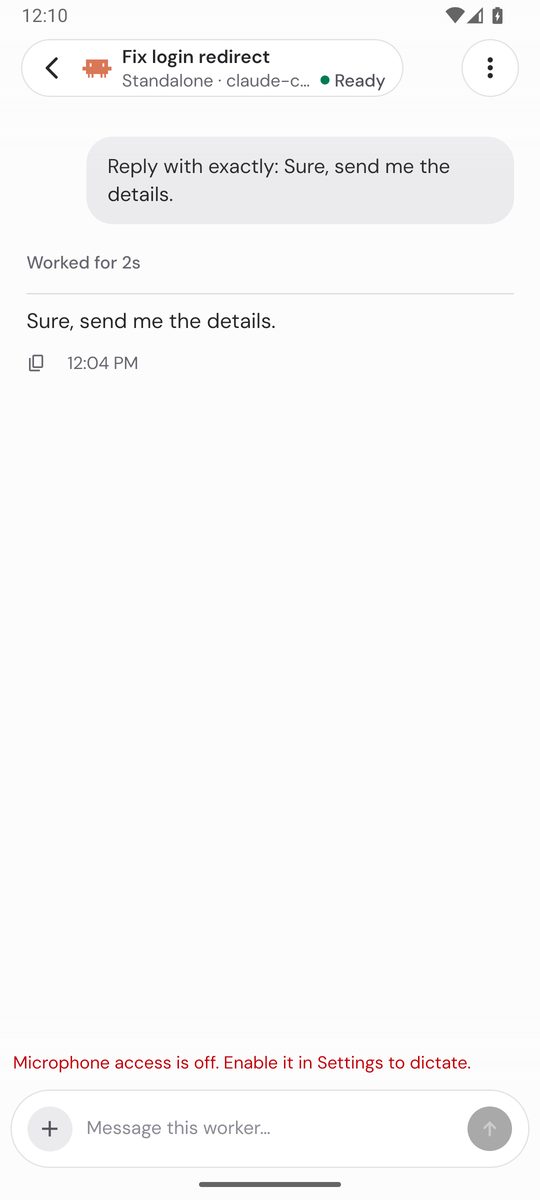 12:10
Fix login redirect
Standalone · claude-c... Ready
Reply with exactly: Sure, send me the
details.
Worked for 2s
Sure, send me the details.
12:04 PM
Microphone access is off. Enable it in Settings to dictate.
Message this worker...